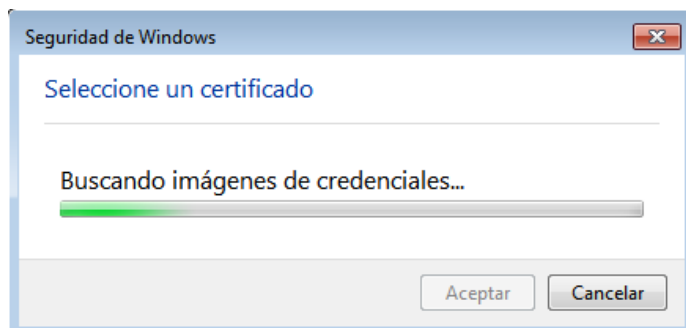 Seguridad de Windows
Seleccione un certificado
Buscando imágenes de credenciales...
Aceptar
Cancelar